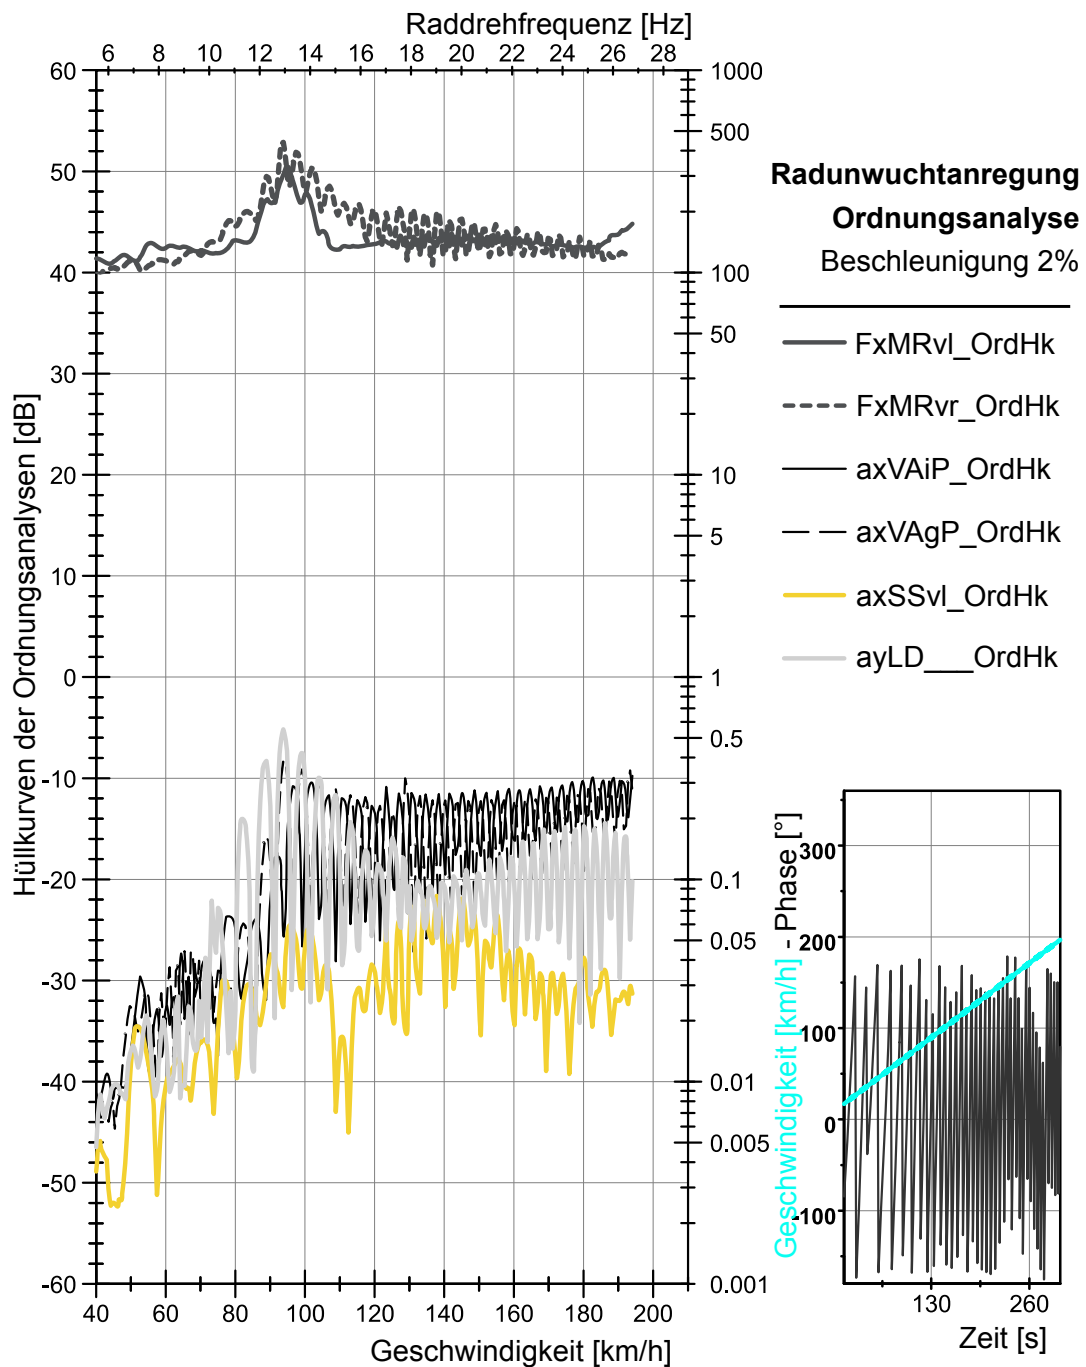 Raddrehfrequenz [Hz]
6 8 10 12 14 16 18 20 22 24 26 28
60 1000
500
50
40 100
50
30
20 10
5
10
0 1
0.5
-10
-20 0.1
0.05
-30
-40 0.01
0.005
-50
-60 0.001
40 60 80 100 120 140 160 180 200
Geschwindigkeit [km/h]
Hüllkurven der Ordnungsanalysen [dB]
Radunwuchtanregung
Ordnungsanalyse
Beschleunigung 2%
FxMRvl_OrdHk
FxMRvr_OrdHk
axVAiP_OrdHk
axVAgP_OrdHk
axSSvl_OrdHk
ayLD___OrdHk
Geschwindigkeit [km/h] - Phase [°]
300
200
100
0
-100
130 260
Zeit [s]